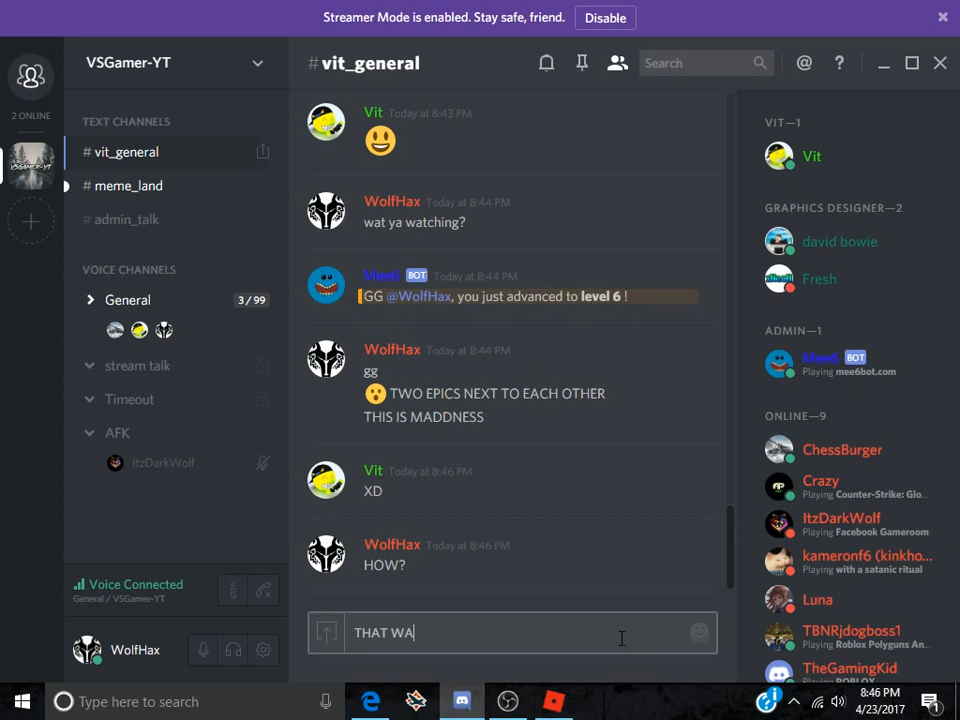 Streamer Mode is enabled. Stay safe, friend. Disable
VSGamer-YT
#vit_general
Search
2 ONLINE
TEXT CHANNELS
# vit_general
# meme_land
# admin_talk
VOICE CHANNELS
General 3 / 99
stream talk
Timeout
AFK
ItzDarkWolf
Voice Connected
General / VSGamer-YT
WolfHax
Vit Today at 8:43 PM
WolfHax Today at 8:44 PM
wat ya watching?
Mee6 BOT Today at 8:44 PM
GG @WolfHax, you just advanced to level 6 !
WolfHax Today at 8:44 PM
gg
TWO EPICS NEXT TO EACH OTHER
THIS IS MADDNESS
Vit Today at 8:46 PM
XD
WolfHax Today at 8:46 PM
HOW?
THAT WA
VIT—1
Vit
GRAPHICS DESIGNER—2
david bowie
Fresh
ADMIN—1
Mee6 BOT
Playing mee6bot.com
ONLINE—9
ChessBurger
Crazy
Playing Counter-Strike: Glo...
ItzDarkWolf
Playing Facebook Gameroom
kameronf6 (kinkho...
Playing with a satanic ritual
Luna
TBNRjdogboss1
Playing Roblox Polyguns An...
TheGamingKid
Playing ROBLOX
Type here to search
8:46 PM
4/23/2017
1